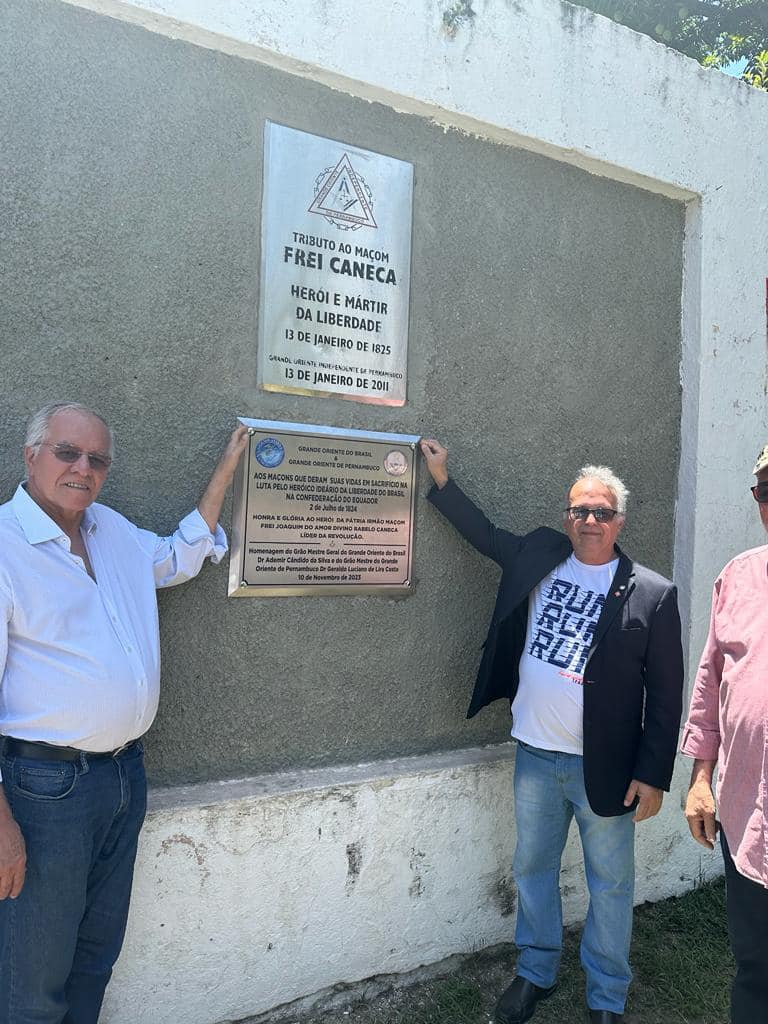 TRIBUTO AO MAÇOM
FREI CANECA
HERÓI E MÁRTIR
DA LIBERDADE
13 DE JANEIRO DE 1825
GRANDE ORIENTE INDEPENDENTE DE PERNAMBUCO
13 DE JANEIRO DE 2011
GRANDE ORIENTE DO BRASIL
&
GRANDE ORIENTE DE PERNAMBUCO
AOS MAÇONS QUE DERAM SUAS VIDAS EM SACRIFÍCIO NA
LUTA PELO HERÓICO IDEÁRIO DA LIBERDADE DO BRASIL
NA CONFEDERAÇÃO DO EQUADOR
2 de Julho de 1824
HONRA E GLÓRIA AO HERÓI DA PÁTRIA IRMÃO MAÇOM
FREI JOAQUIM DO AMOR DIVINO RABELO CANECA
LÍDER DA REVOLUÇÃO.
Homenagem do Grão Mestre Geral do Grande Oriente do Brasil
Dr Ademir Cândido da Silva e do Grão Mestre do Grande
Oriente de Pernambuco Dr Geraldo Luciano de Lira Costa
10 de Novembro de 2023